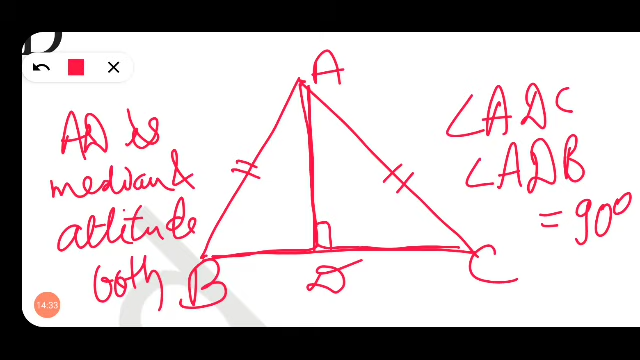 D
A
AD is
median &
altitude
both
B
D
C
∠ADC
∠ADB
= 90°
14:33